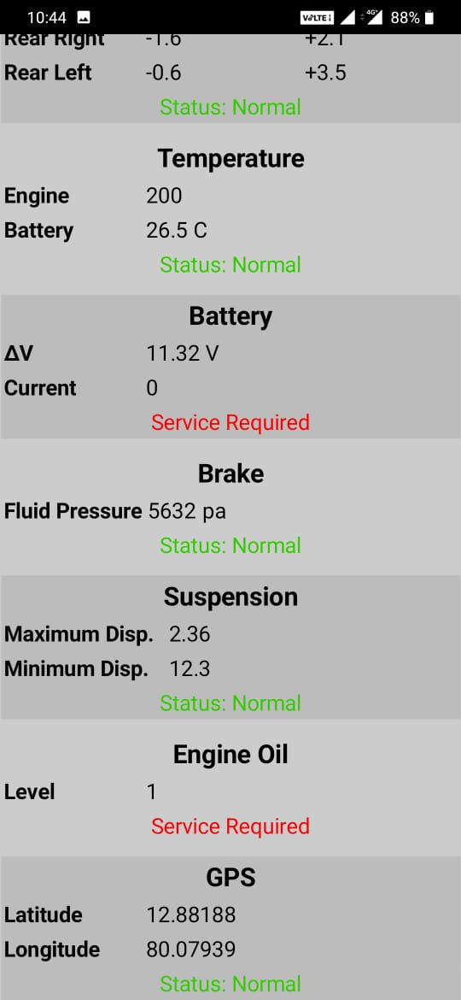 10:44 VoLTE 4G+ 88%
Rear Right -1.6 +2.1
Rear Left -0.6 +3.5
Status: Normal
Temperature
Engine 200
Battery 26.5 C
Status: Normal
Battery
ΔV 11.32 V
Current 0
Service Required
Brake
Fluid Pressure 5632 pa
Status: Normal
Suspension
Maximum Disp. 2.36
Minimum Disp. 12.3
Status: Normal
Engine Oil
Level 1
Service Required
GPS
Latitude 12.88188
Longitude 80.07939
Status: Normal